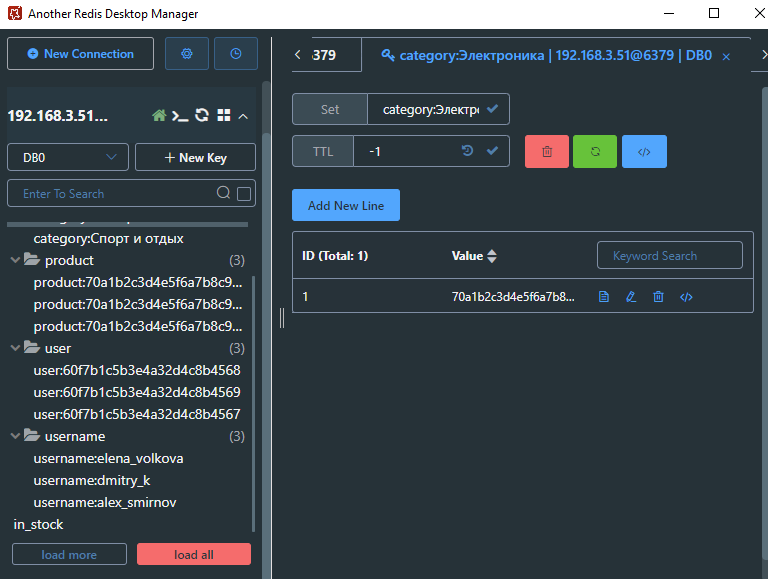 Another Redis Desktop Manager
New Connection
192.168.3.51...
DB0
New Key
Enter To Search
category:Спорт и отдых
product (3)
product:70a1b2c3d4e5f6a7b8c9...
product:70a1b2c3d4e5f6a7b8c9...
product:70a1b2c3d4e5f6a7b8c9...
user (3)
user:60f7b1c5b3e4a32d4c8b4568
user:60f7b1c5b3e4a32d4c8b4569
user:60f7b1c5b3e4a32d4c8b4567
username (3)
username:elena_volkova
username:dmitry_k
username:alex_smirnov
in_stock
load more load all
6379 category:Электроника | 192.168.3.51@6379 | DB0
Set category:Электро
TTL -1
Add New Line
ID (Total: 1) Value Keyword Search
1 70a1b2c3d4e5f6a7b8...